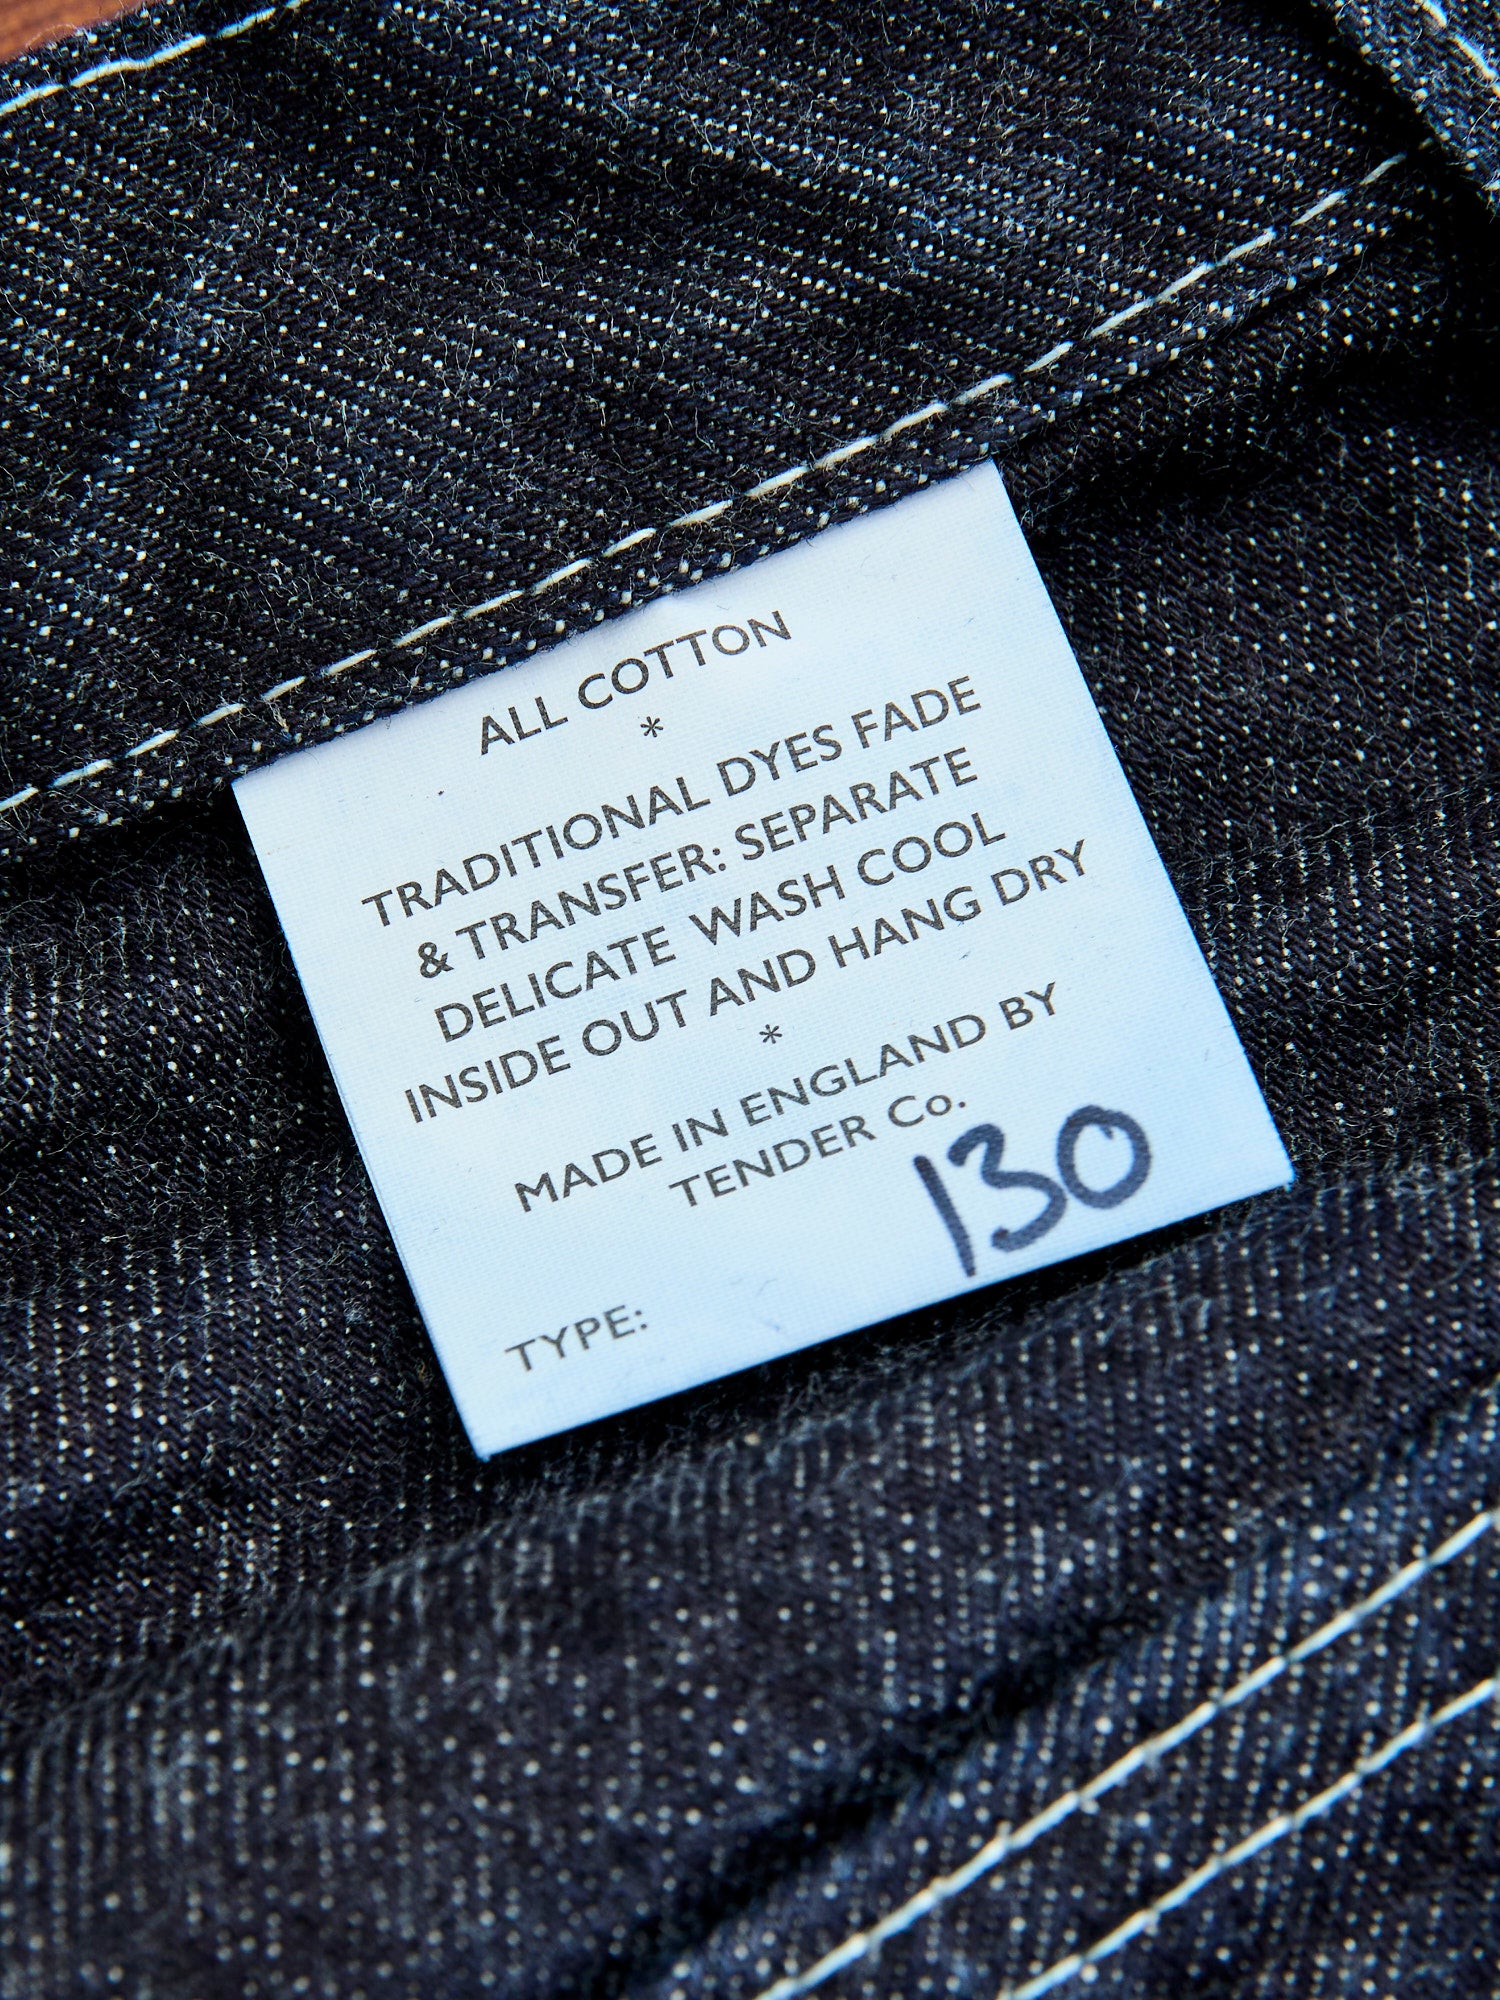 ALL COTTON
*
TRADITIONAL DYES FADE
& TRANSFER: SEPARATE
DELICATE WASH COOL
INSIDE OUT AND HANG DRY
*
MADE IN ENGLAND BY
TENDER Co.
130
TYPE: